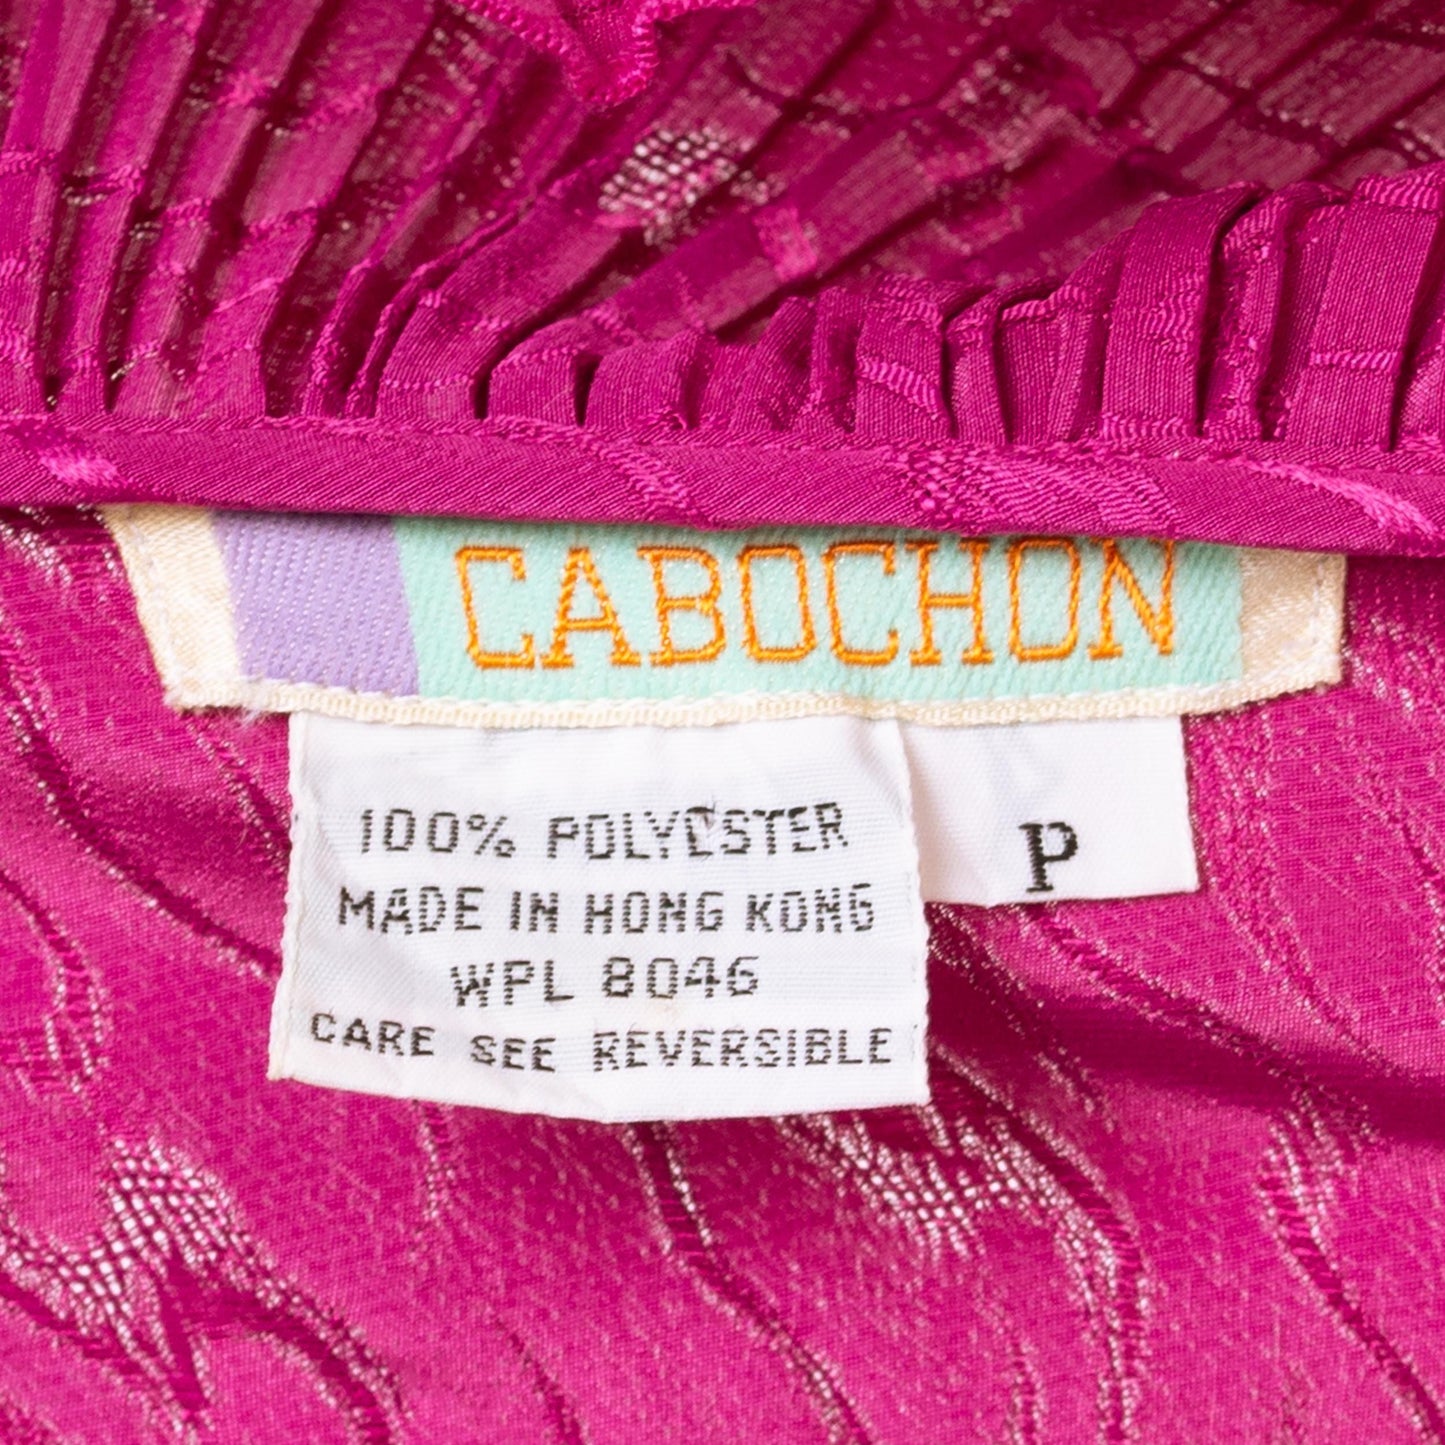 CABOCHON
100% POLYESTER
MADE IN HONG KONG
WPL 8046
CARE SEE REVERSIBLE
P